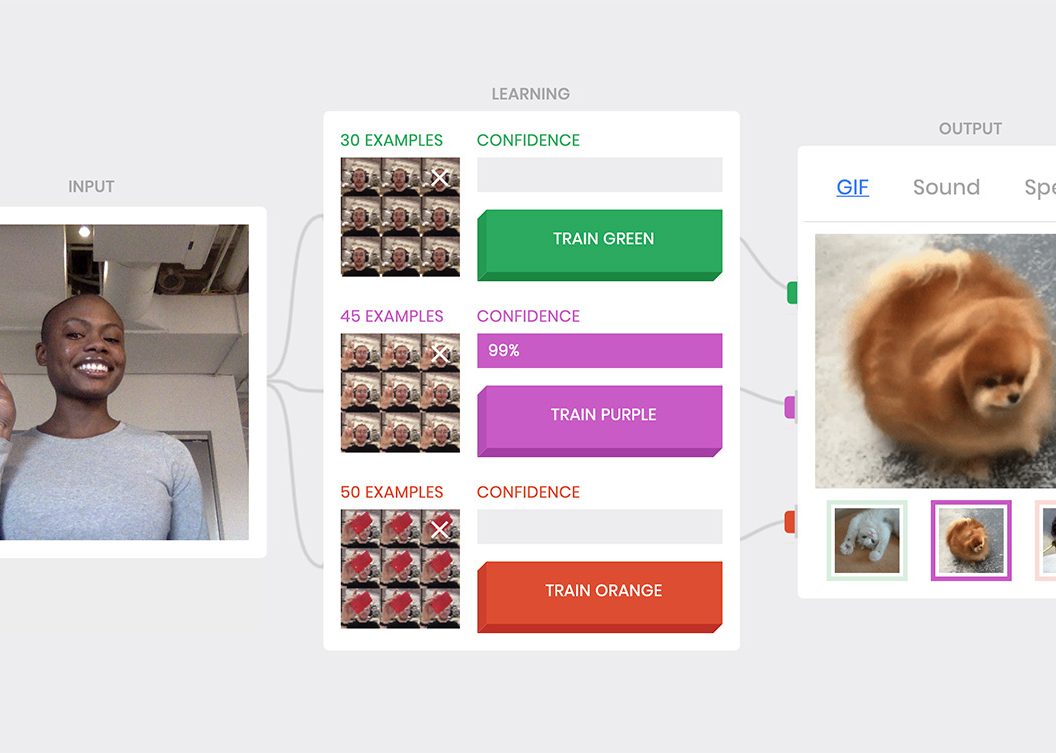 INPUT
LEARNING
30 EXAMPLES
CONFIDENCE
TRAIN GREEN
45 EXAMPLES
CONFIDENCE
99%
TRAIN PURPLE
50 EXAMPLES
CONFIDENCE
TRAIN ORANGE
OUTPUT
GIF Sound Spe